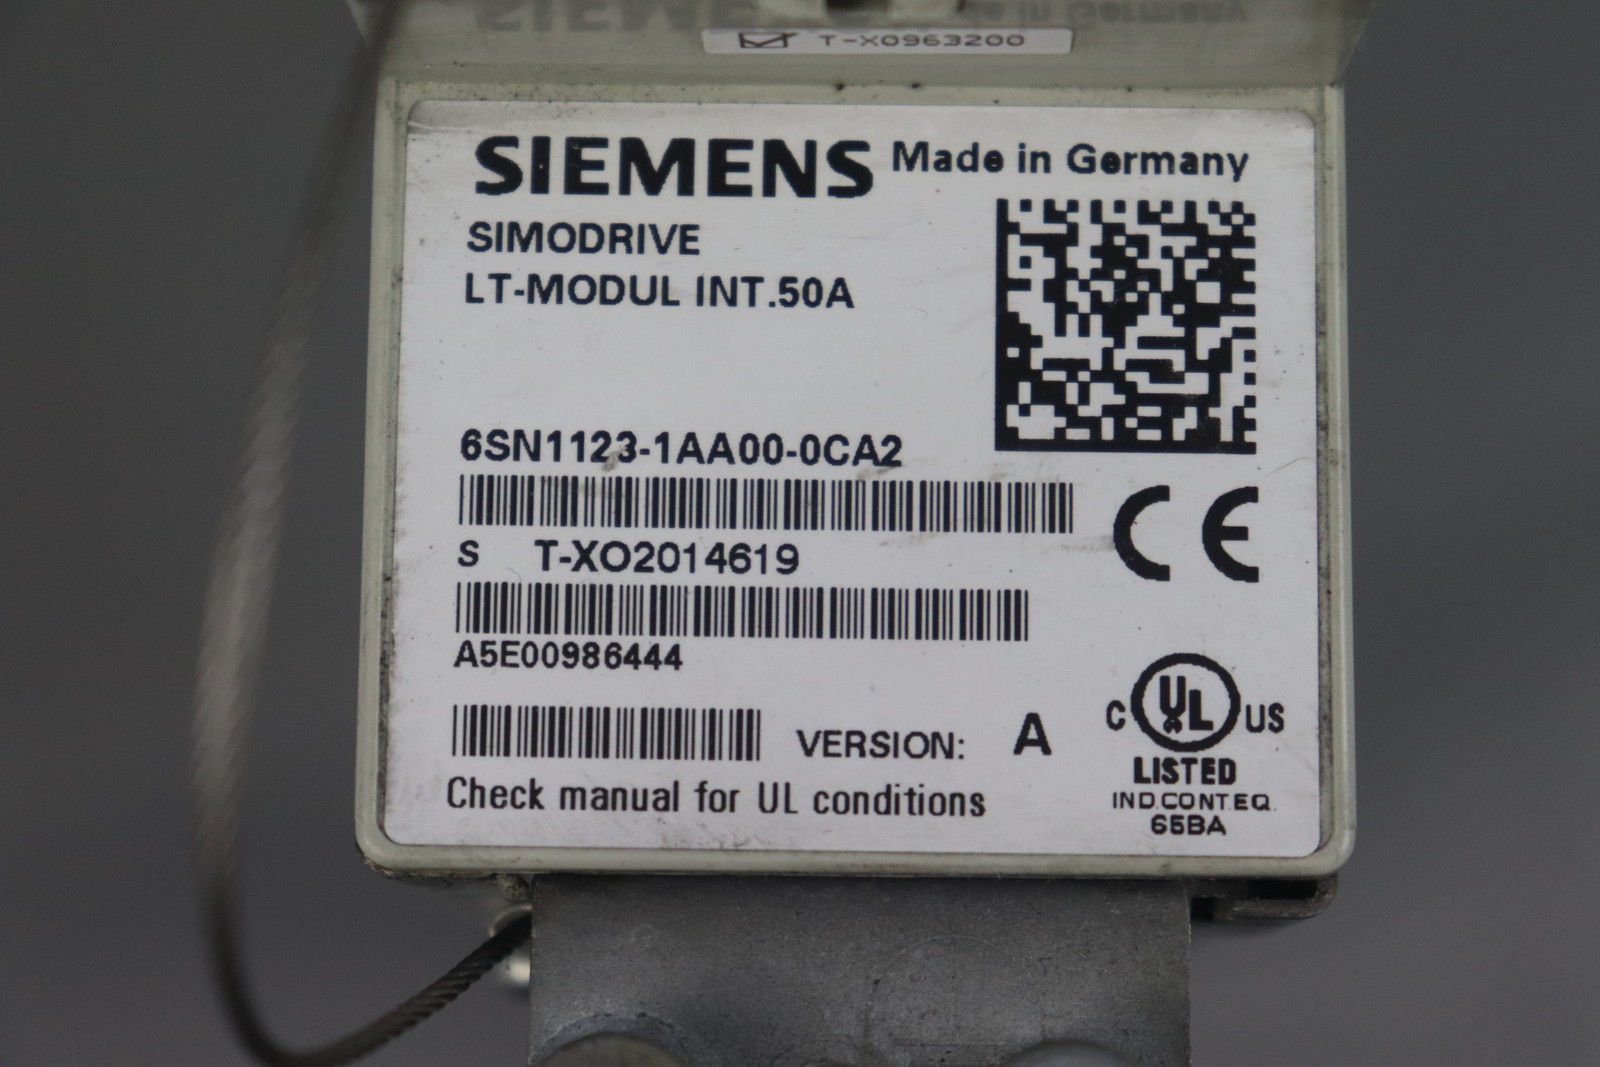 T-X0963200
SIEMENS Made in Germany
SIMODRIVE
LT-MODUL INT.50A
6SN1123-1AA00-0CA2
S T-XO2014619
A5E00986444
VERSION: A
Check manual for UL conditions
CE
C UL US
LISTED
IND.CONT.EQ.
65BA